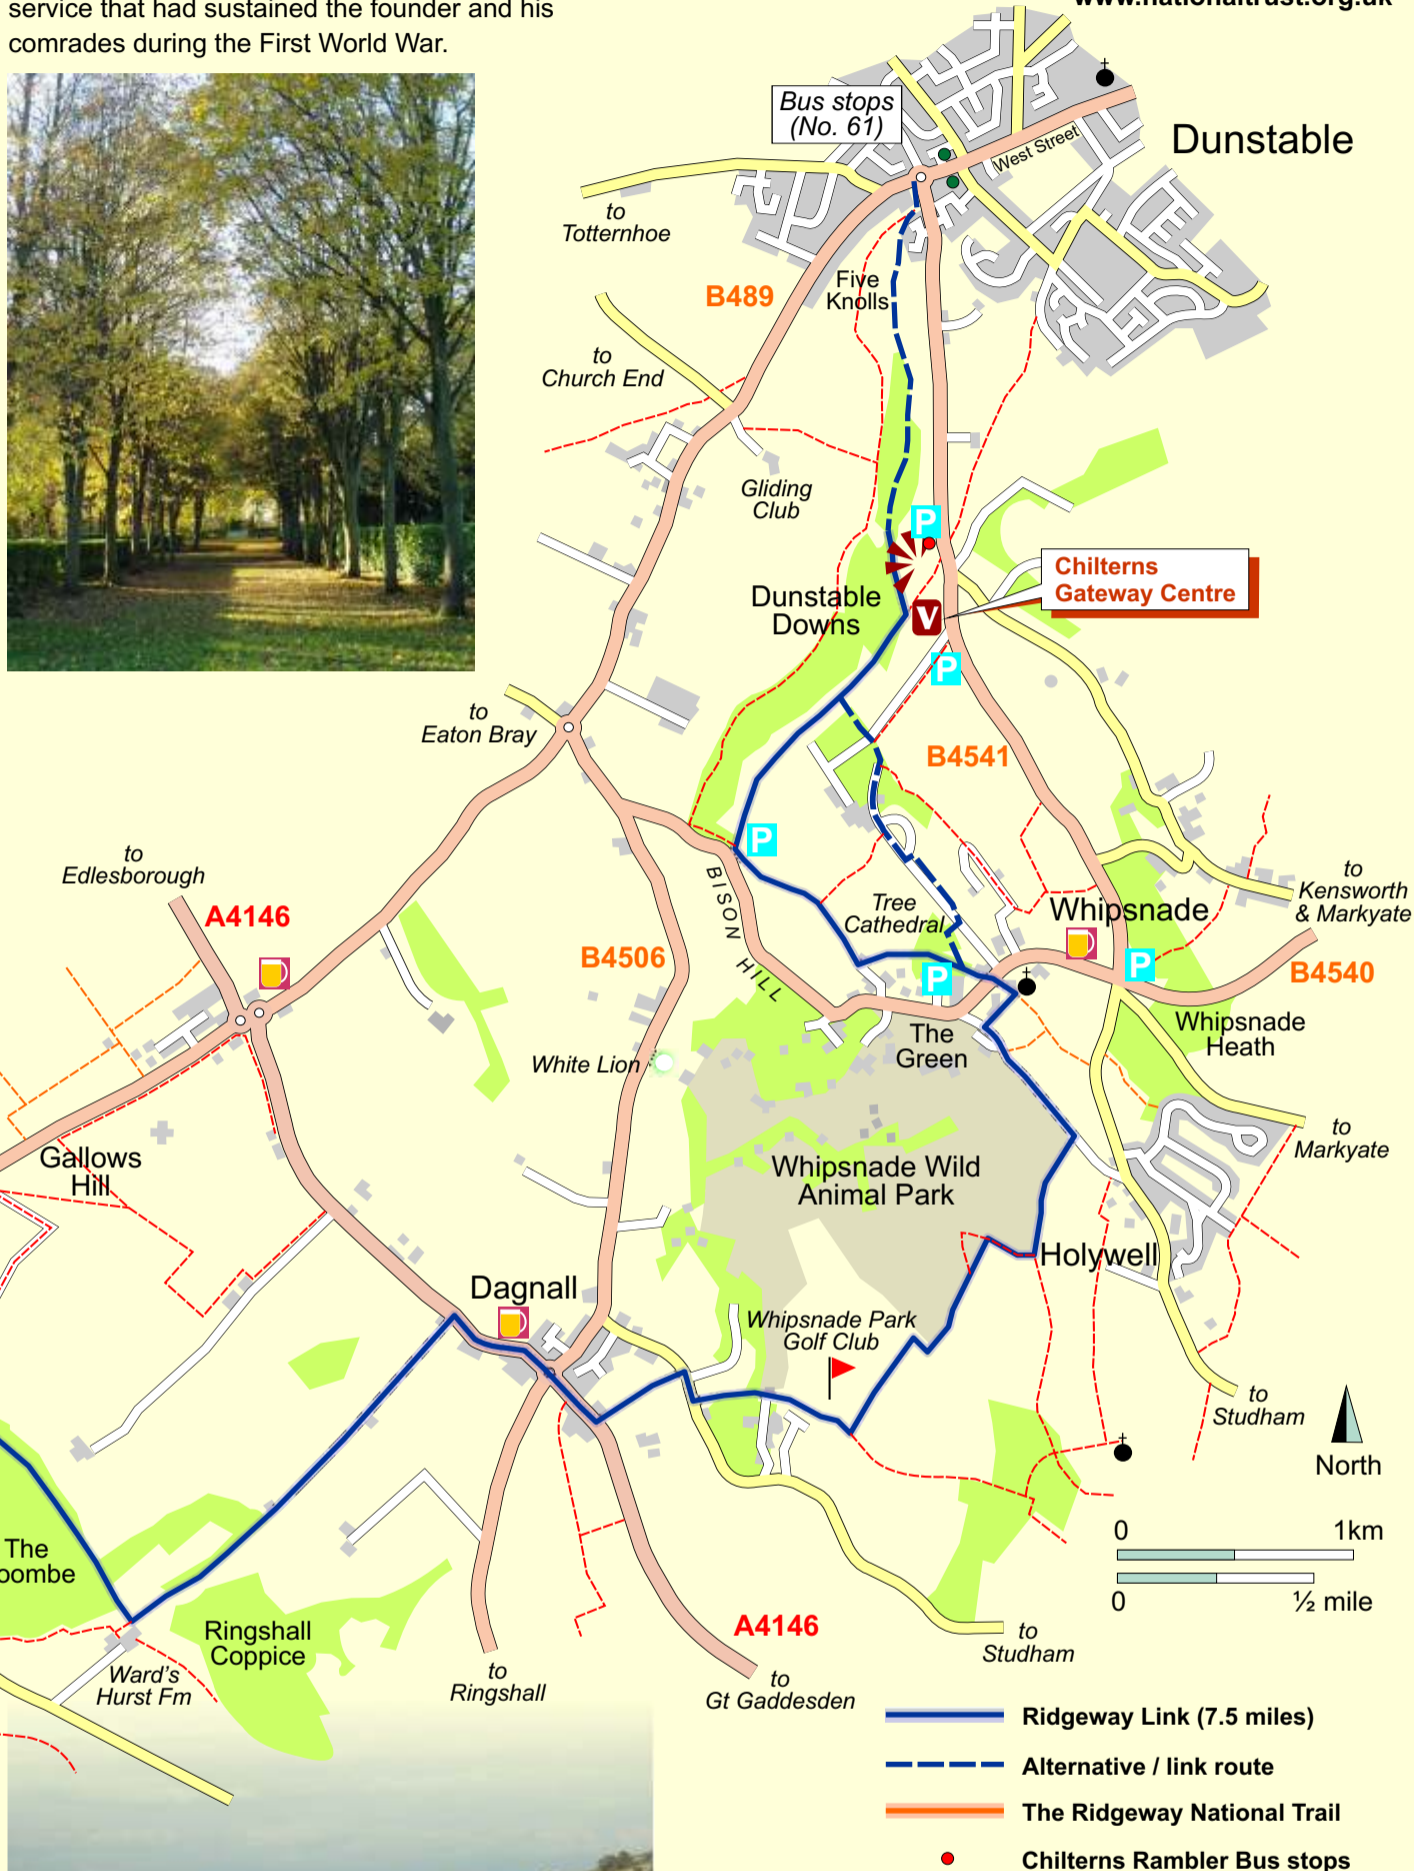 service that had sustained the founder and his
comrades during the First World War.
www.nationaltrust.org.uk
Bus stops
(No. 61)
West Street
Dunstable
to
Totternhoe
B489
Five
Knolls
to
Church End
Gliding
Club
P
Chilterns
Gateway Centre
Dunstable
Downs
V
P
to
Eaton Bray
B4541
P
to
Edlesborough
A4146
BISON HILL
Tree
Cathedral
to
Kensworth
& Markyate
Whipsnade
B4506
P
P
B4540
The
Green
Whipsnade
Heath
White Lion
to
Markyate
Gallows
Hill
Whipsnade Wild
Animal Park
Holywell
Dagnall
Whipsnade Park
Golf Club
to
Studham
North
0 1km
0 ½ mile
The
oombe
Ringshall
Coppice
A4146
to
Studham
Ward's
Hurst Fm
to
Ringshall
to
Gt Gaddesden
Ridgeway Link (7.5 miles)
Alternative / link route
The Ridgeway National Trail
Chilterns Rambler Bus stops